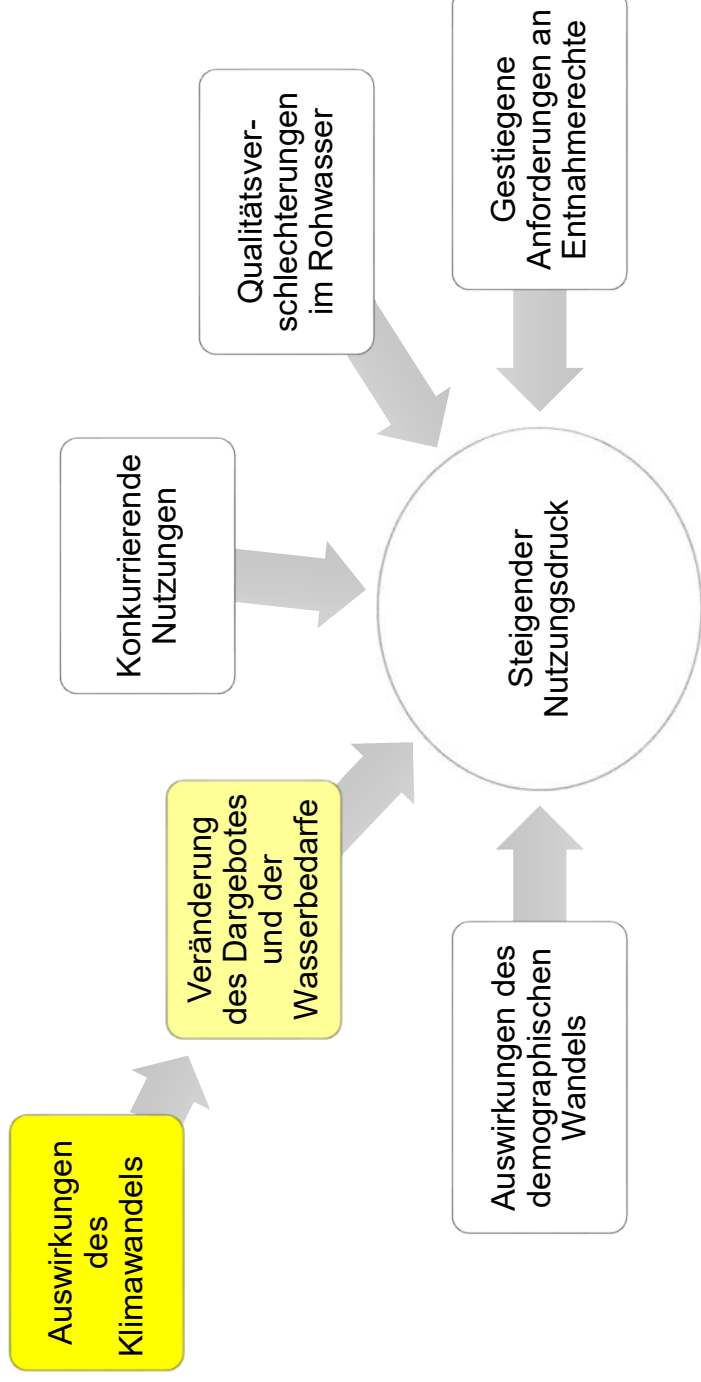 Auswirkungen
des
Klimawandels
Veränderung
des Dargebotes
und der
Wasserbedarfe
Konkurrierende
Nutzungen
Qualitätsver-
schlechterungen
im Rohwasser
Auswirkungen des
demographischen
Wandels
Steigender
Nutzungsdruck
Gestiegene
Anforderungen an
Entnahmerechte